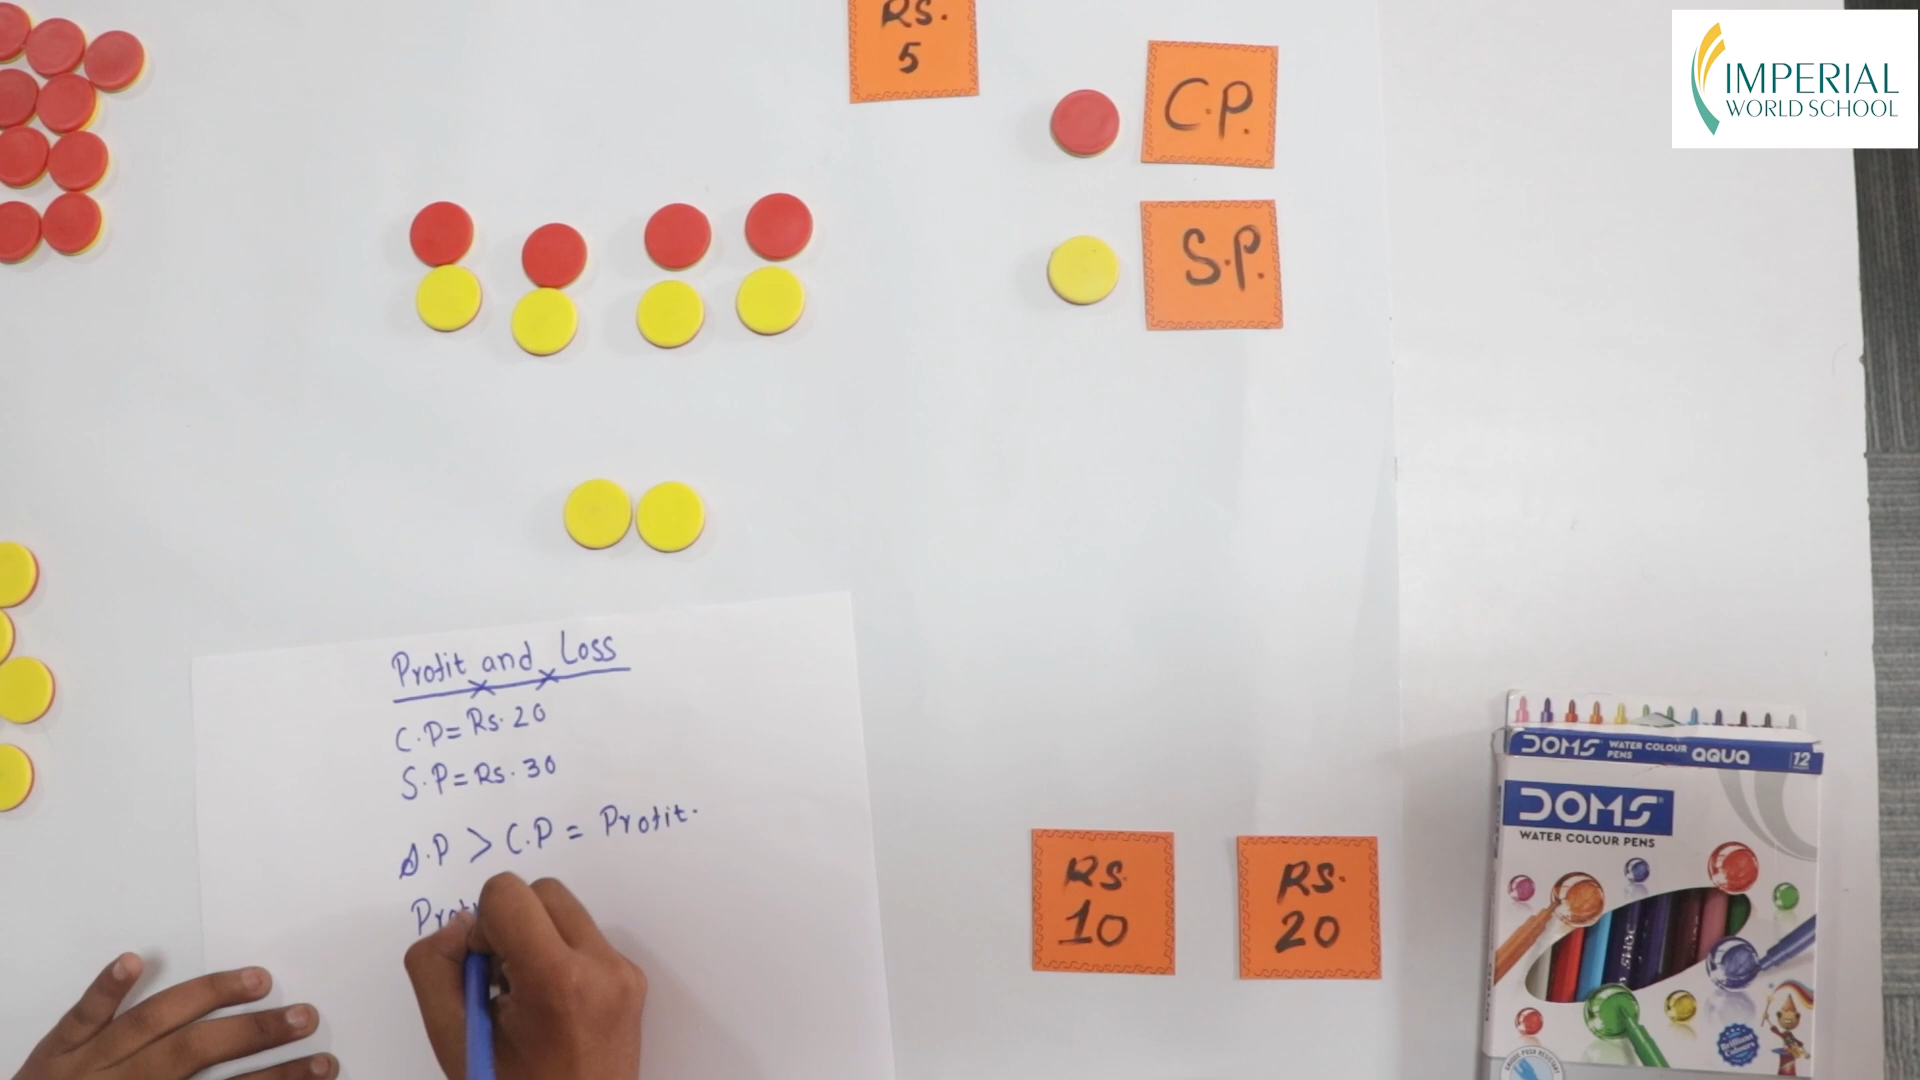 RS.
5
C.P.
S.P.
IMPERIAL
WORLD SCHOOL
Profit and Loss
C.P = Rs. 20
S.P = Rs. 30
S.P > C.P = Profit.
RS.
10
RS.
20
DOMS
WATER COLOUR
PENS
AQUA
12
DOMS
WATER COLOUR PENS